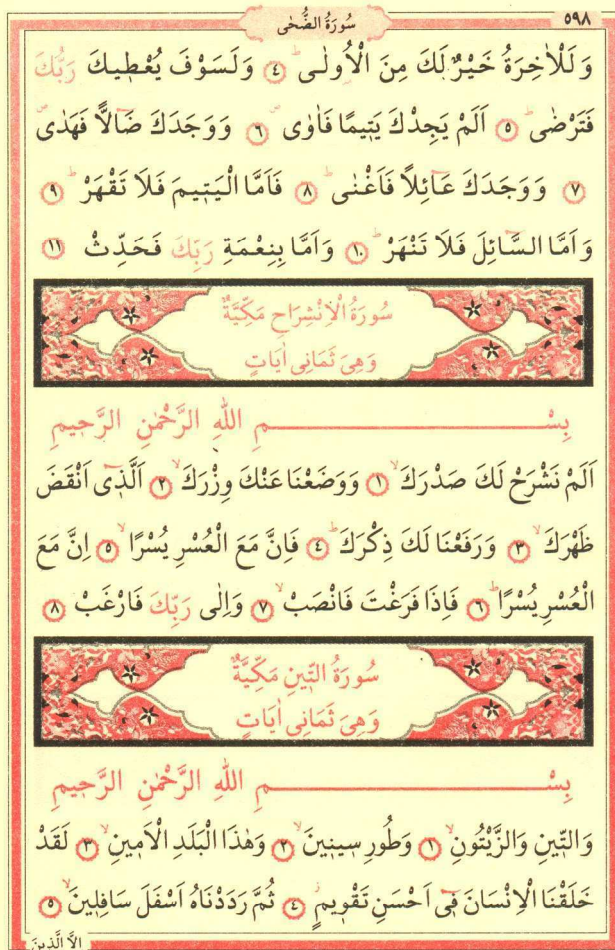 ٥٩٨
سُورَةُ الضُّحٰى
وَلَلْاٰخِرَةُ خَيْرٌ لَكَ مِنَ الْاُولٰىۜ ﴿٤﴾ وَلَسَوْفَ يُعْطٖيكَ رَبُّكَ
فَتَرْضٰىۜ ﴿٥﴾ اَلَمْ يَجِدْكَ يَتٖيمًا فَاٰوٰىۖ ﴿٦﴾ وَوَجَدَكَ ضَٓالًّا فَهَدٰىۖ
﴿٧﴾ وَوَجَدَكَ عَٓائِلًا فَاَغْنٰىۜ ﴿٨﴾ فَاَمَّا الْيَتٖيمَ فَلَا تَقْهَرْۜ ﴿٩﴾
وَاَمَّا السَّٓائِلَ فَلَا تَنْهَرْۜ ﴿١٠﴾ وَاَمَّا بِنِعْمَةِ رَبِّكَ فَحَدِّثْ ﴿١١﴾
سُورَةُ الْاِنْشِرَاحِ مَكِّيَّةٌ
وَهِىَ ثَمَانِى اٰيَاتٍ
بِسْمِ اللّٰهِ الرَّحْمٰنِ الرَّحٖيمِ
اَلَمْ نَشْرَحْ لَكَ صَدْرَكَۙ ﴿١﴾ وَوَضَعْنَا عَنْكَ وِزْرَكَۙ ﴿٢﴾ اَلَّذٖٓى اَنْقَضَ
ظَهْرَكَۙ ﴿٣﴾ وَرَفَعْنَا لَكَ ذِكْرَكَۜ ﴿٤﴾ فَاِنَّ مَعَ الْعُسْرِ يُسْرًاۙ ﴿٥﴾ اِنَّ مَعَ
الْعُسْرِ يُسْرًاۜ ﴿٦﴾ فَاِذَا فَرَغْتَ فَانْصَبْۙ ﴿٧﴾ وَاِلٰى رَبِّكَ فَارْغَبْ ﴿٨﴾
سُورَةُ التّٖينِ مَكِّيَّةٌ
وَهِىَ ثَمَانِى اٰيَاتٍ
بِسْمِ اللّٰهِ الرَّحْمٰنِ الرَّحٖيمِ
وَالتّٖينِ وَالزَّيْتُونِۙ ﴿١﴾ وَطُورِ سٖينٖينَۙ ﴿٢﴾ وَهٰذَا الْبَلَدِ الْاَمٖينِۙ ﴿٣﴾ لَقَدْ
خَلَقْنَا الْاِنْسَانَ فٖٓى اَحْسَنِ تَقْوٖيمٍۘ ﴿٤﴾ ثُمَّ رَدَدْنَاهُ اَسْفَلَ سَافِلٖينَۙ ﴿٥﴾
اِلَّا الَّذٖينَ